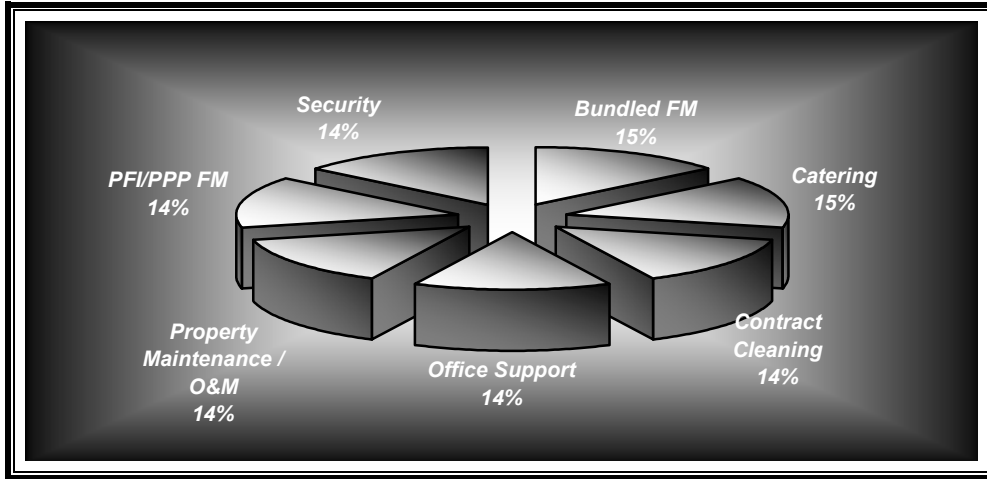 Security
14%
Bundled FM
15%
PFI/PPP FM
14%
Catering
15%
Property
Maintenance /
O&M
14%
Office Support
14%
Contract
Cleaning
14%